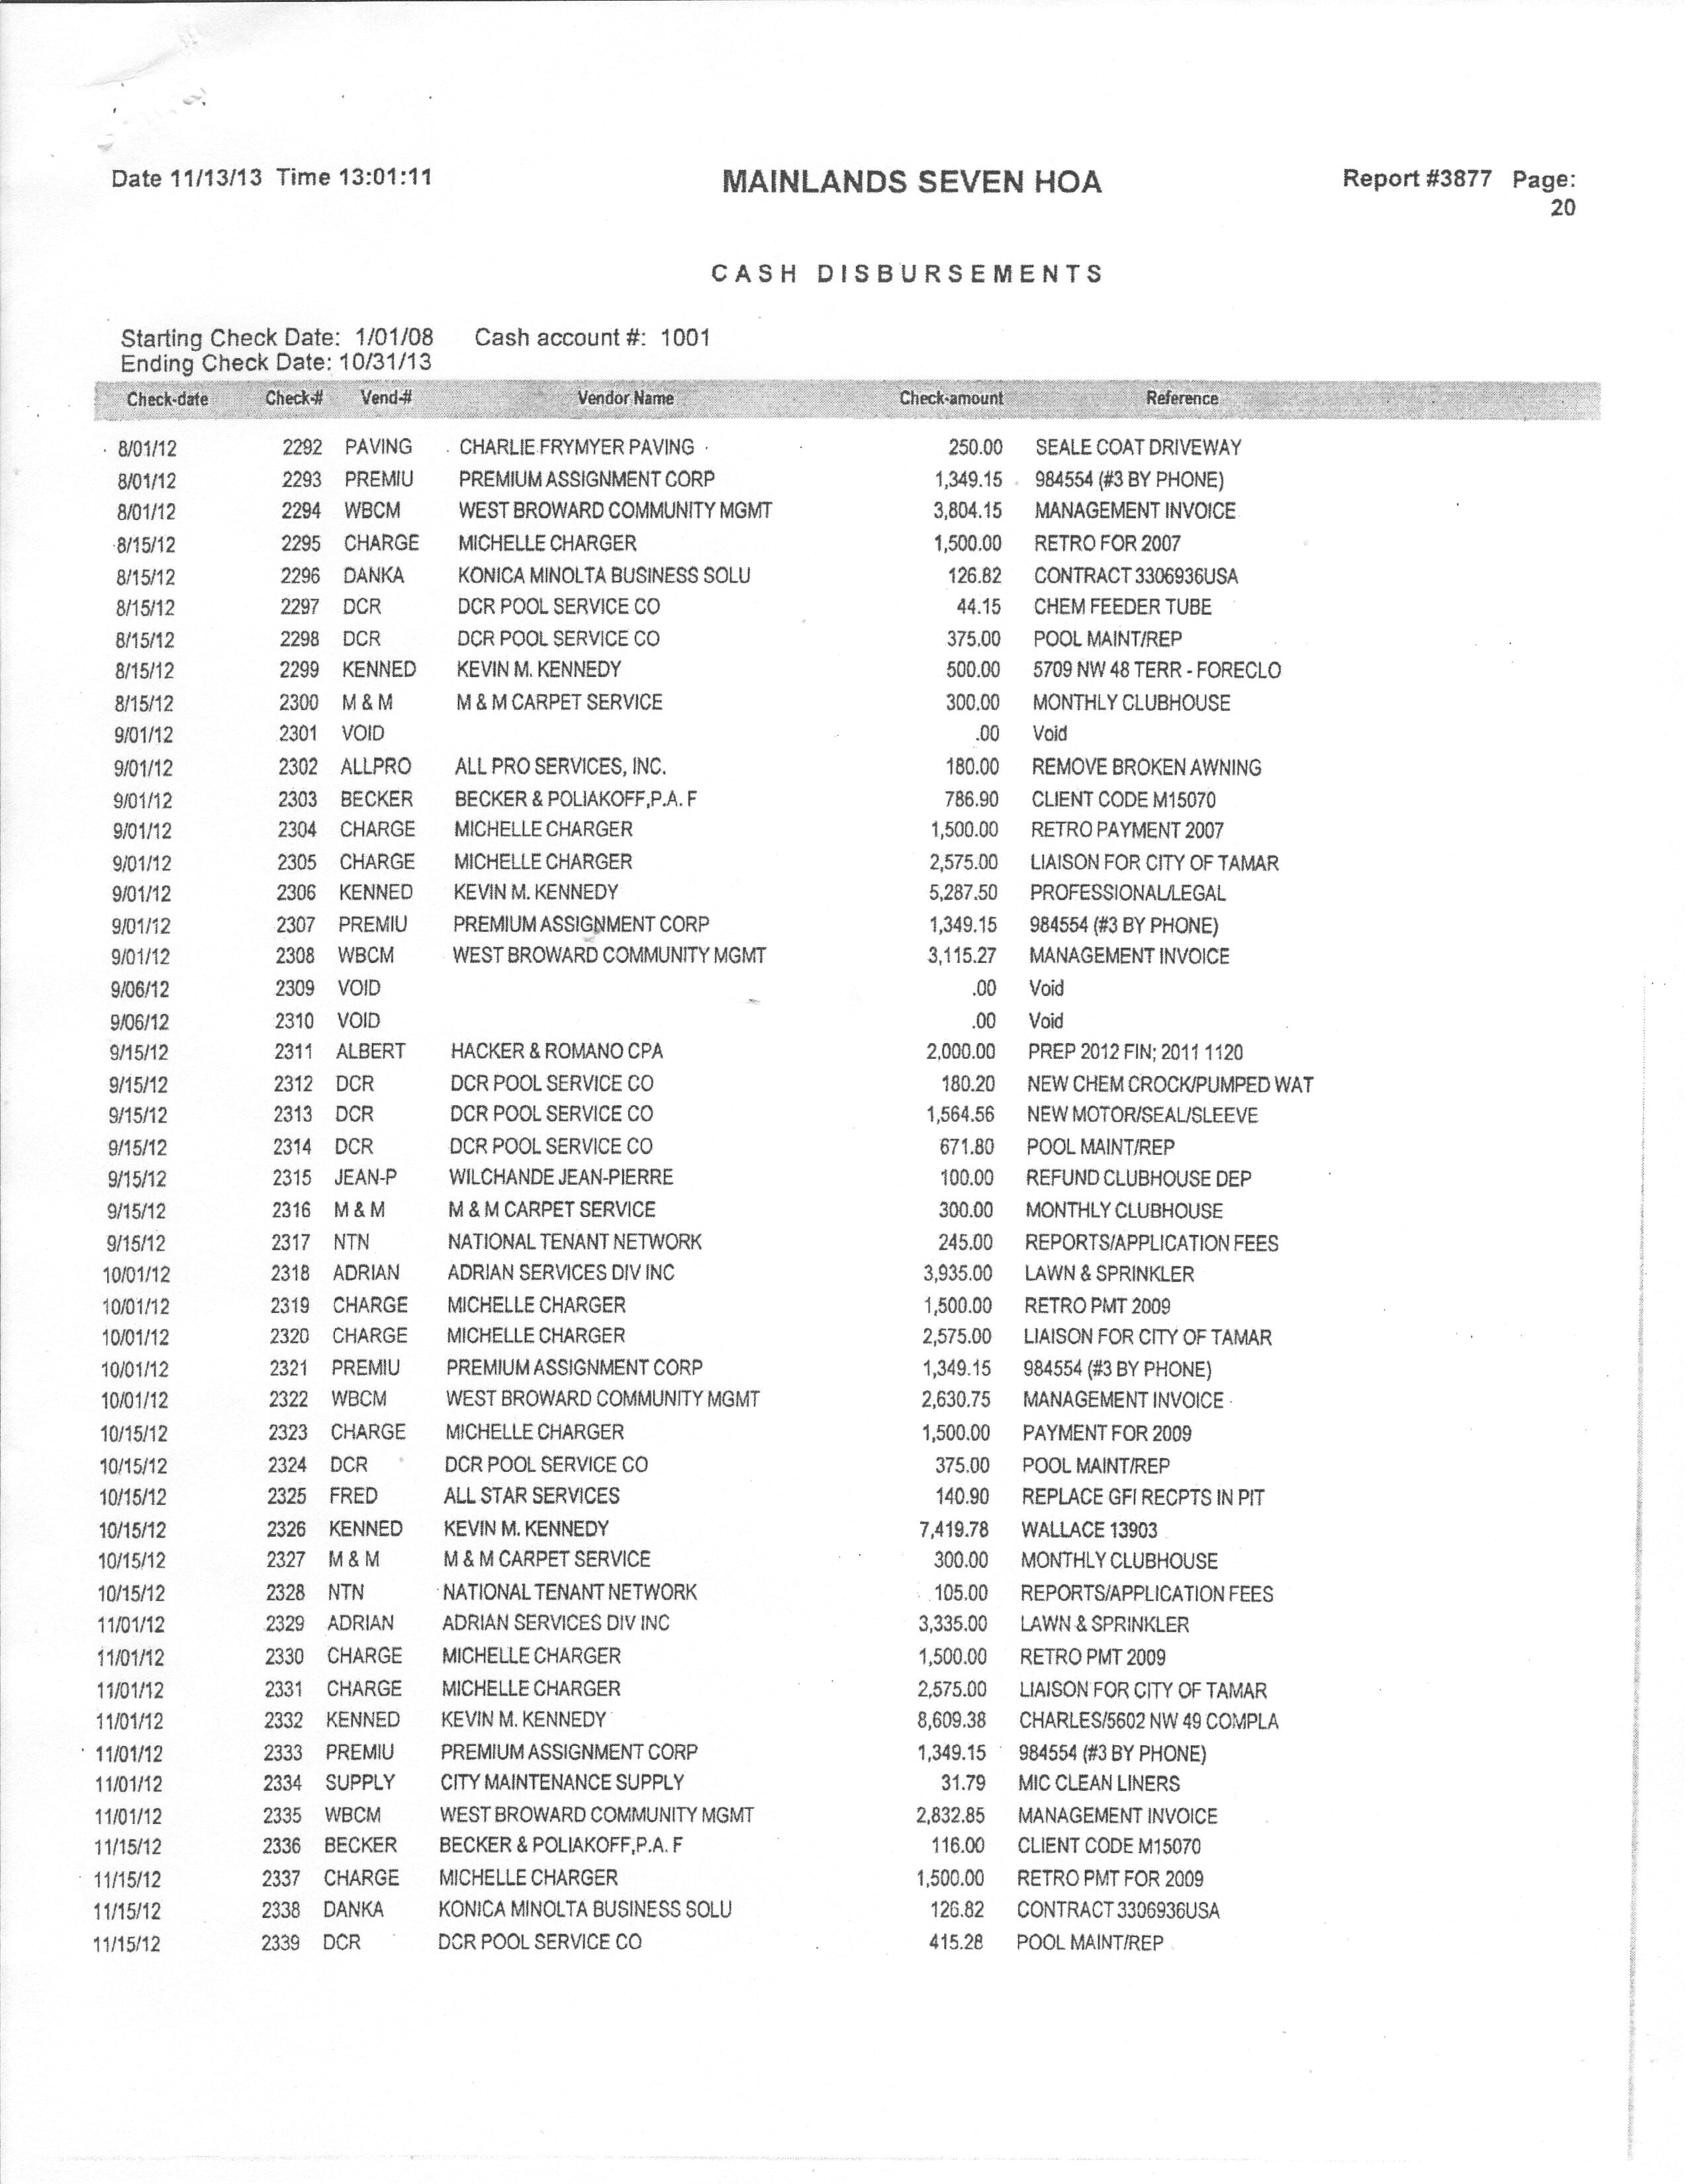 Date 11/13/13 Time 13:01:11 MAINLANDS SEVEN HOA Report #3877 Page:
20
CASH DISBURSEMENTS
Starting Check Date: 1/01/08 Cash account #: 1001
Ending Check Date: 10/31/13
Check-date Check-# Vend-# Vendor Name Check-amount Reference
8/01/12 2292 PAVING CHARLIE FRYMYER PAVING 250.00 SEALE COAT DRIVEWAY
8/01/12 2293 PREMIU PREMIUM ASSIGNMENT CORP 1,349.15 984554 (#3 BY PHONE)
8/01/12 2294 WBCM WEST BROWARD COMMUNITY MGMT 3,804.15 MANAGEMENT INVOICE
8/15/12 2295 CHARGE MICHELLE CHARGER 1,500.00 RETRO FOR 2007
8/15/12 2296 DANKA KONICA MINOLTA BUSINESS SOLU 126.82 CONTRACT 3306936USA
8/15/12 2297 DCR DCR POOL SERVICE CO 44.15 CHEM FEEDER TUBE
8/15/12 2298 DCR DCR POOL SERVICE CO 375.00 POOL MAINT/REP
8/15/12 2299 KENNED KEVIN M. KENNEDY 500.00 5709 NW 48 TERR - FORECLO
8/15/12 2300 M & M M & M CARPET SERVICE 300.00 MONTHLY CLUBHOUSE
9/01/12 2301 VOID .00 Void
9/01/12 2302 ALLPRO ALL PRO SERVICES, INC. 180.00 REMOVE BROKEN AWNING
9/01/12 2303 BECKER BECKER & POLIAKOFF,P.A. F 786.90 CLIENT CODE M15070
9/01/12 2304 CHARGE MICHELLE CHARGER 1,500.00 RETRO PAYMENT 2007
9/01/12 2305 CHARGE MICHELLE CHARGER 2,575.00 LIAISON FOR CITY OF TAMAR
9/01/12 2306 KENNED KEVIN M. KENNEDY 5,287.50 PROFESSIONAL/LEGAL
9/01/12 2307 PREMIU PREMIUM ASSIGNMENT CORP 1,349.15 984554 (#3 BY PHONE)
9/01/12 2308 WBCM WEST BROWARD COMMUNITY MGMT 3,115.27 MANAGEMENT INVOICE
9/06/12 2309 VOID .00 Void
9/06/12 2310 VOID .00 Void
9/15/12 2311 ALBERT HACKER & ROMANO CPA 2,000.00 PREP 2012 FIN; 2011 1120
9/15/12 2312 DCR DCR POOL SERVICE CO 180.20 NEW CHEM CROCK/PUMPED WAT
9/15/12 2313 DCR DCR POOL SERVICE CO 1,564.56 NEW MOTOR/SEAL/SLEEVE
9/15/12 2314 DCR DCR POOL SERVICE CO 671.80 POOL MAINT/REP
9/15/12 2315 JEAN-P WILCHANDE JEAN-PIERRE 100.00 REFUND CLUBHOUSE DEP
9/15/12 2316 M & M M & M CARPET SERVICE 300.00 MONTHLY CLUBHOUSE
9/15/12 2317 NTN NATIONAL TENANT NETWORK 245.00 REPORTS/APPLICATION FEES
10/01/12 2318 ADRIAN ADRIAN SERVICES DIV INC 3,935.00 LAWN & SPRINKLER
10/01/12 2319 CHARGE MICHELLE CHARGER 1,500.00 RETRO PMT 2009
10/01/12 2320 CHARGE MICHELLE CHARGER 2,575.00 LIAISON FOR CITY OF TAMAR
10/01/12 2321 PREMIU PREMIUM ASSIGNMENT CORP 1,349.15 984554 (#3 BY PHONE)
10/01/12 2322 WBCM WEST BROWARD COMMUNITY MGMT 2,630.75 MANAGEMENT INVOICE
10/15/12 2323 CHARGE MICHELLE CHARGER 1,500.00 PAYMENT FOR 2009
10/15/12 2324 DCR DCR POOL SERVICE CO 375.00 POOL MAINT/REP
10/15/12 2325 FRED ALL STAR SERVICES 140.90 REPLACE GFI RECPTS IN PIT
10/15/12 2326 KENNED KEVIN M. KENNEDY 7,419.78 WALLACE 13903
10/15/12 2327 M & M M & M CARPET SERVICE 300.00 MONTHLY CLUBHOUSE
10/15/12 2328 NTN NATIONAL TENANT NETWORK 105.00 REPORTS/APPLICATION FEES
11/01/12 2329 ADRIAN ADRIAN SERVICES DIV INC 3,335.00 LAWN & SPRINKLER
11/01/12 2330 CHARGE MICHELLE CHARGER 1,500.00 RETRO PMT 2009
11/01/12 2331 CHARGE MICHELLE CHARGER 2,575.00 LIAISON FOR CITY OF TAMAR
11/01/12 2332 KENNED KEVIN M. KENNEDY 8,609.38 CHARLES/5602 NW 49 COMPLA
11/01/12 2333 PREMIU PREMIUM ASSIGNMENT CORP 1,349.15 984554 (#3 BY PHONE)
11/01/12 2334 SUPPLY CITY MAINTENANCE SUPPLY 31.79 MIC CLEAN LINERS
11/01/12 2335 WBCM WEST BROWARD COMMUNITY MGMT 2,832.85 MANAGEMENT INVOICE
11/15/12 2336 BECKER BECKER & POLIAKOFF,P.A. F 116.00 CLIENT CODE M15070
11/15/12 2337 CHARGE MICHELLE CHARGER 1,500.00 RETRO PMT FOR 2009
11/15/12 2338 DANKA KONICA MINOLTA BUSINESS SOLU 126.82 CONTRACT 3306936USA
11/15/12 2339 DCR DCR POOL SERVICE CO 415.28 POOL MAINT/REP